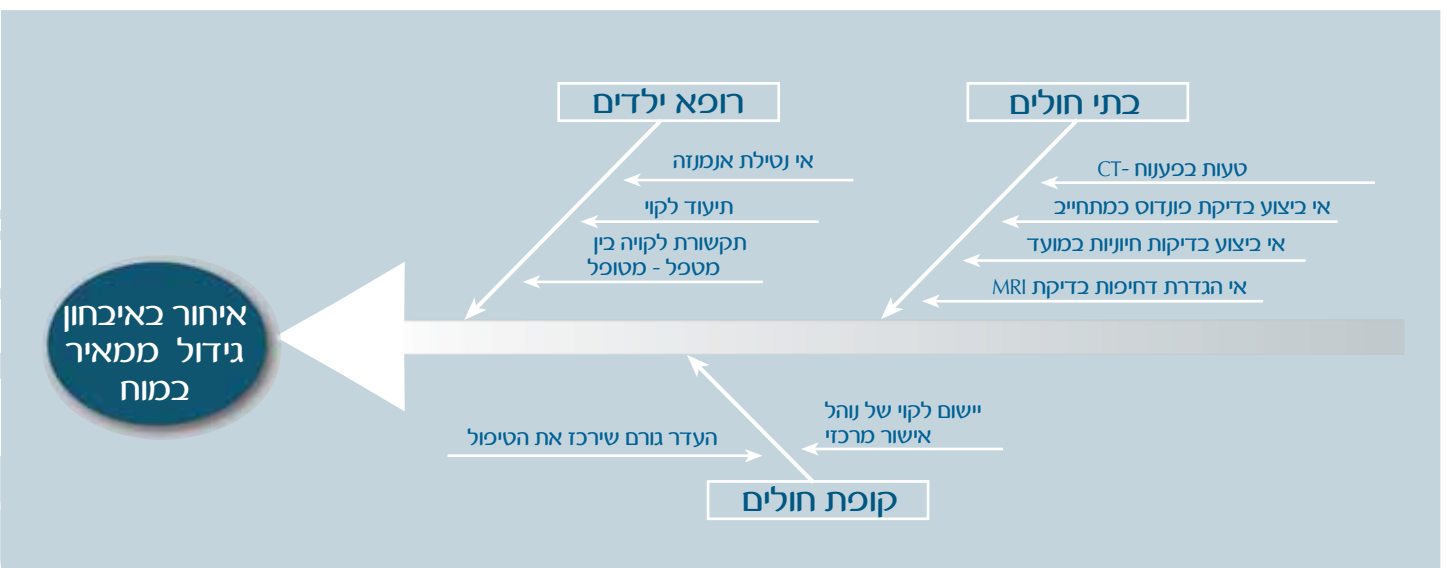 בתי חולים
טעות בפענוח -CT
אי ביצוע בדיקת פונדוס כמתחייב
אי ביצוע בדיקות חיוניות במועד
אי הגדרת דחיפות בדיקת MRI
רופא ילדים
אי נטילת אנמנזה
תיעוד לקוי
תקשורת לקויה בין
מטפל - מטופל
יישום לקוי של נוהל
אישור מרכזי
העדר גורם שירכז את הטיפול
קופת חולים
איחור באיבחון
גידול ממאיר
במוח